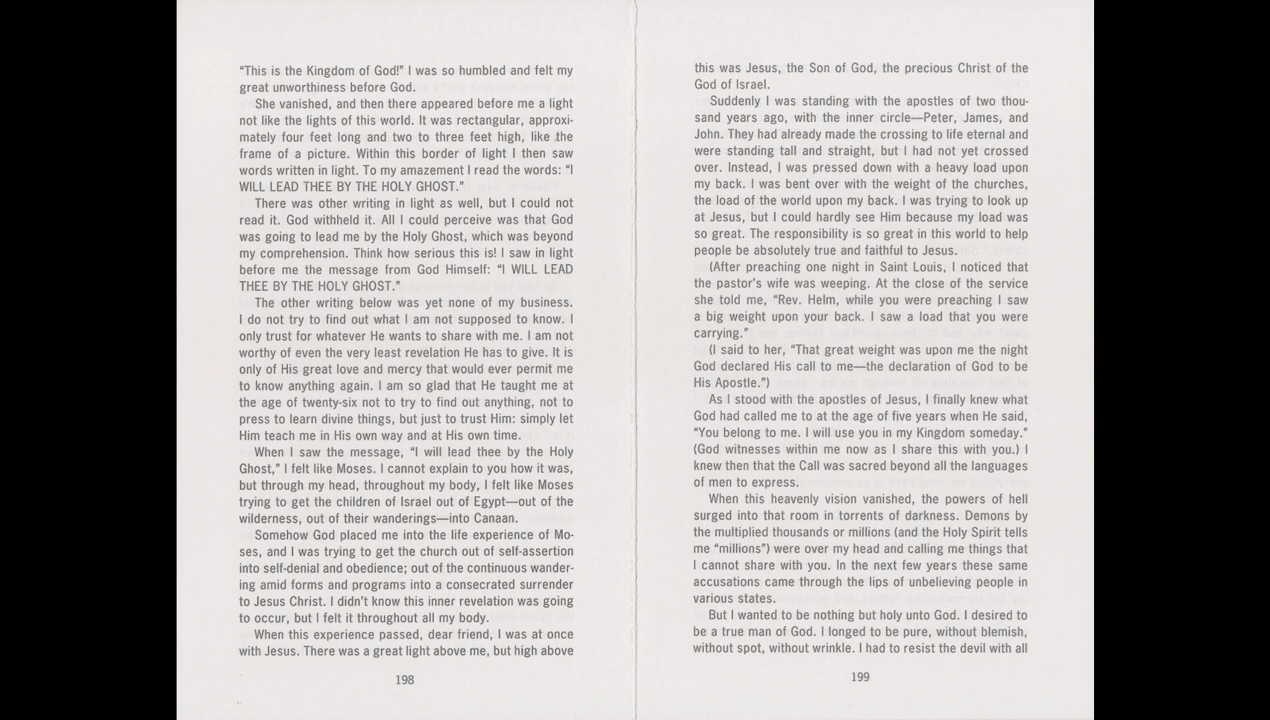 “This is the Kingdom of God!” I was so humbled and felt my
great unworthiness before God.
She vanished, and then there appeared before me a light
not like the lights of this world. It was rectangular, approxi-
mately four feet long and two to three feet high, like the
frame of a picture. Within this border of light I then saw
words written in light. To my amazement I read the words: “I
WILL LEAD THEE BY THE HOLY GHOST.”
There was other writing in light as well, but I could not
read it. God withheld it. All I could perceive was that God
was going to lead me by the Holy Ghost, which was beyond
my comprehension. Think how serious this is! I saw in light
before me the message from God Himself: “I WILL LEAD
THEE BY THE HOLY GHOST.”
The other writing below was yet none of my business.
I do not try to find out what I am not supposed to know. I
only trust for whatever He wants to share with me. I am not
worthy of even the very least revelation He has to give. It is
only of His great love and mercy that would ever permit me
to know anything again. I am so glad that He taught me at
the age of twenty-six not to try to find out anything, not to
press to learn divine things, but just to trust Him: simply let
Him teach me in His own way and at His own time.
When I saw the message, “I will lead thee by the Holy
Ghost,” I felt like Moses. I cannot explain to you how it was,
but through my head, throughout my body, I felt like Moses
trying to get the children of Israel out of Egypt—out of the
wilderness, out of their wanderings—into Canaan.
Somehow God placed me into the life experience of Mo-
ses, and I was trying to get the church out of self-assertion
into self-denial and obedience; out of the continuous wander-
ing amid forms and programs into a consecrated surrender
to Jesus Christ. I didn’t know this inner revelation was going
to occur, but I felt it throughout all my body.
When this experience passed, dear friend, I was at once
with Jesus. There was a great light above me, but high above
198
this was Jesus, the Son of God, the precious Christ of the
God of Israel.
Suddenly I was standing with the apostles of two thou-
sand years ago, with the inner circle—Peter, James, and
John. They had already made the crossing to life eternal and
were standing tall and straight, but I had not yet crossed
over. Instead, I was pressed down with a heavy load upon
my back. I was bent over with the weight of the churches,
the load of the world upon my back. I was trying to look up
at Jesus, but I could hardly see Him because my load was
so great. The responsibility is so great in this world to help
people be absolutely true and faithful to Jesus.
(After preaching one night in Saint Louis, I noticed that
the pastor’s wife was weeping. At the close of the service
she told me, “Rev. Helm, while you were preaching I saw
a big weight upon your back. I saw a load that you were
carrying.”
(I said to her, “That great weight was upon me the night
God declared His call to me—the declaration of God to be
His Apostle.”)
As I stood with the apostles of Jesus, I finally knew what
God had called me to at the age of five years when He said,
“You belong to me. I will use you in my Kingdom someday.”
(God witnesses within me now as I share this with you.) I
knew then that the Call was sacred beyond all the languages
of men to express.
When this heavenly vision vanished, the powers of hell
surged into that room in torrents of darkness. Demons by
the multiplied thousands or millions (and the Holy Spirit tells
me “millions”) were over my head and calling me things that
I cannot share with you. In the next few years these same
accusations came through the lips of unbelieving people in
various states.
But I wanted to be nothing but holy unto God. I desired to
be a true man of God. I longed to be pure, without blemish,
without spot, without wrinkle. I had to resist the devil with all
199